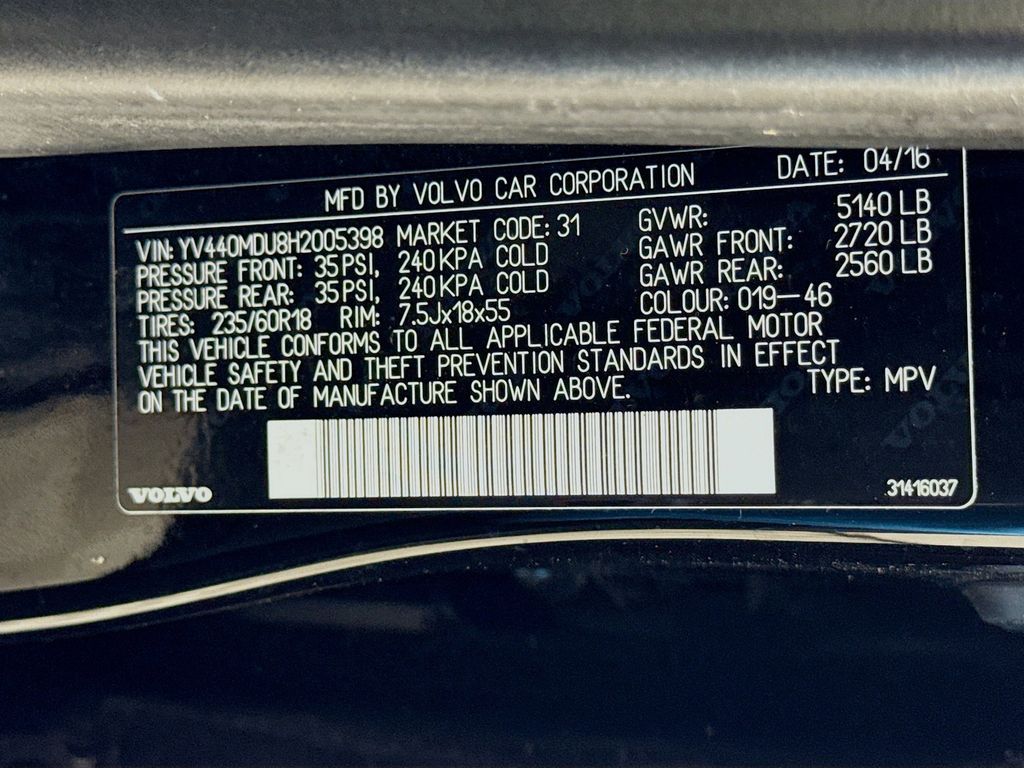 DATE: 04/16
MFD BY VOLVO CAR CORPORATION
VIN: YV440MDU8H2005398 MARKET CODE: 31 GVWR: 5140 LB
PRESSURE FRONT: 35 PSI, 240 KPA COLD GAWR FRONT: 2720 LB
PRESSURE REAR: 35 PSI, 240 KPA COLD GAWR REAR: 2560 LB
TIRES: 235/60R18 RIM: 7.5Jx18x55 COLOUR: 019-46
THIS VEHICLE CONFORMS TO ALL APPLICABLE FEDERAL MOTOR
VEHICLE SAFETY AND THEFT PREVENTION STANDARDS IN EFFECT
ON THE DATE OF MANUFACTURE SHOWN ABOVE. TYPE: MPV
VOLVO 31416037